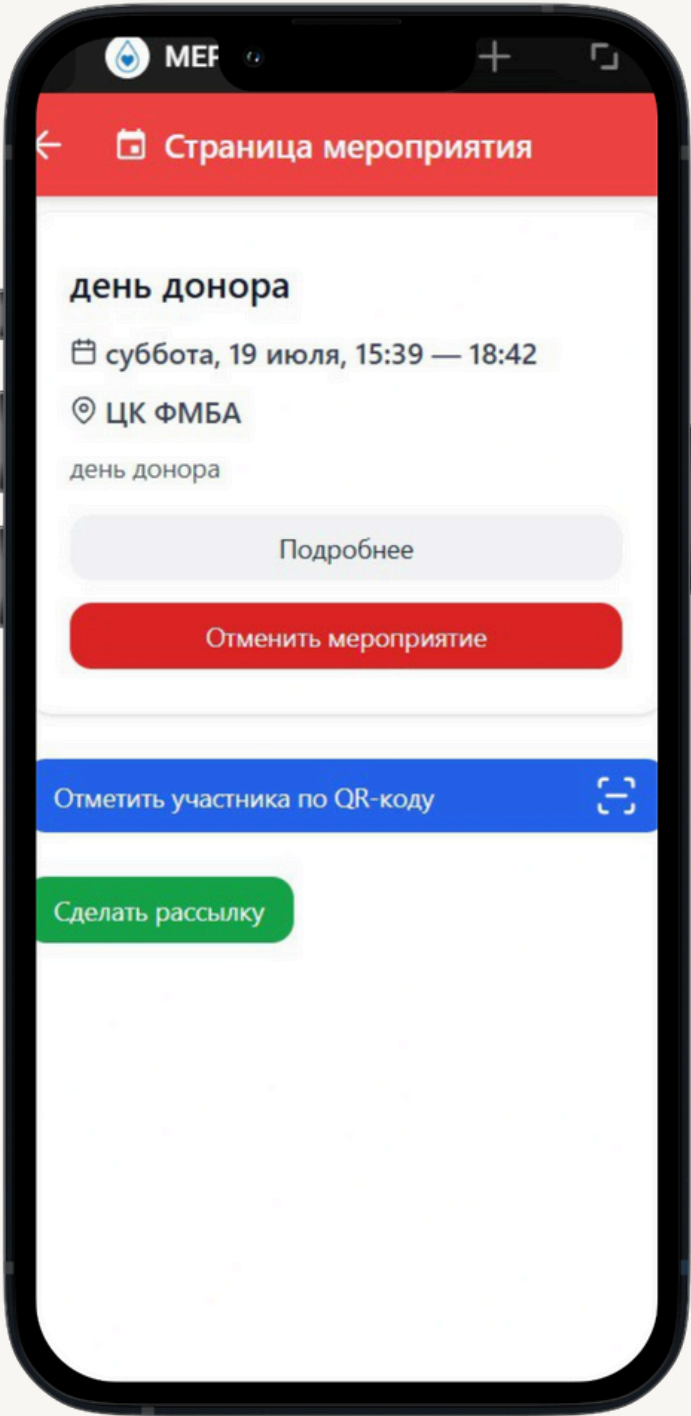 МЕР
Страница мероприятия
день донора
суббота, 19 июля, 15:39 — 18:42
ЦК ФМБА
день донора
Подробнее
Отменить мероприятие
Отметить участника по QR-коду
Сделать рассылку